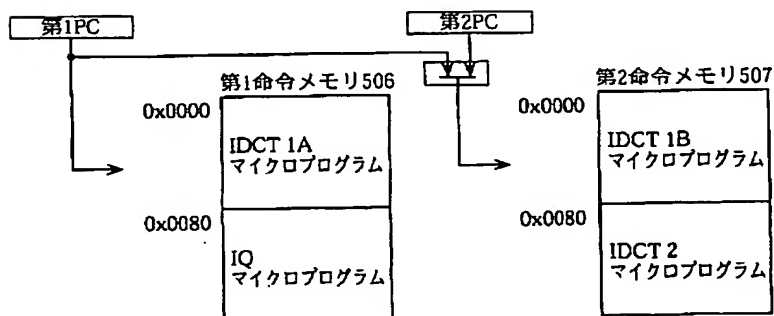 第1PC
第2PC
第1命令メモリ506
第2命令メモリ507
0x0000
IDCT 1A
マイクロプログラム
0x0080
IQ
マイクロプログラム
0x0000
IDCT 1B
マイクロプログラム
0x0080
IDCT 2
マイクロプログラム